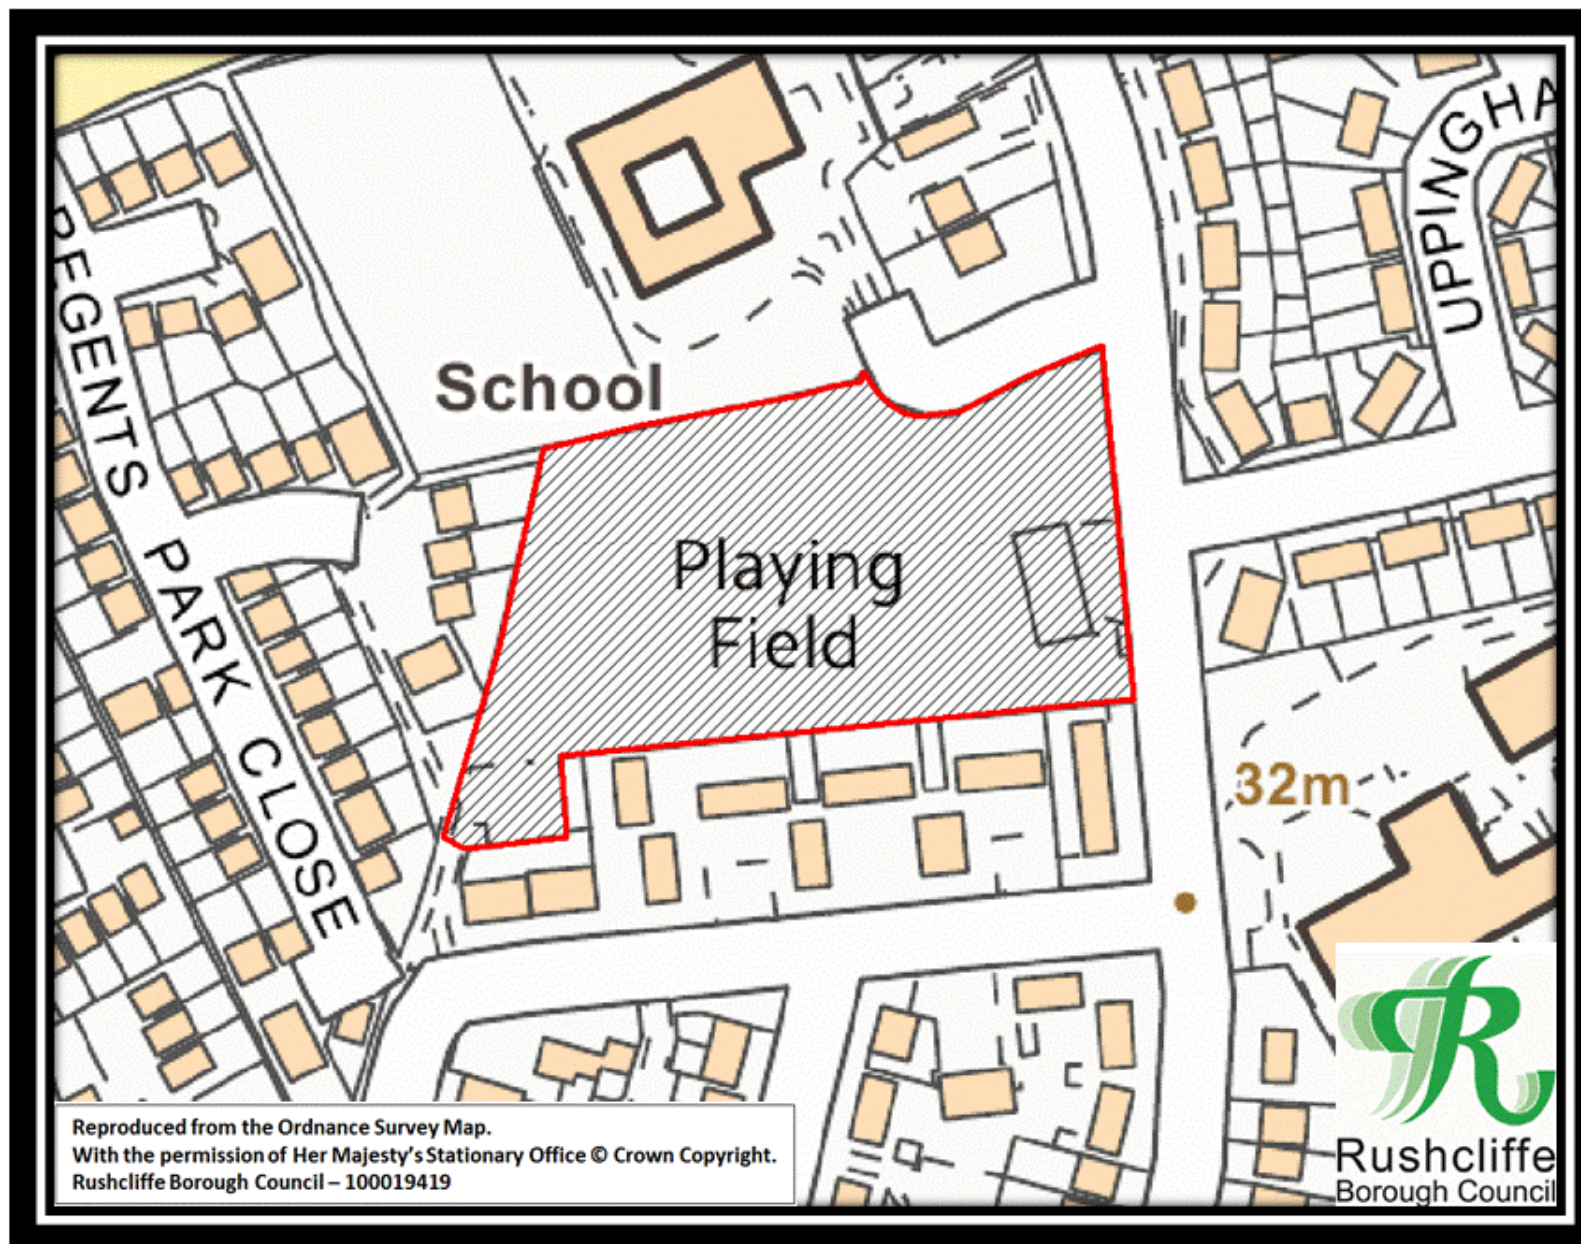 UPPINGHA
REGENTS PARK CLOSE
School
Playing
Field
32m
Reproduced from the Ordnance Survey Map.
With the permission of Her Majesty's Stationary Office © Crown Copyright.
Rushcliffe Borough Council – 100019419
R
Rushcliffe
Borough Council